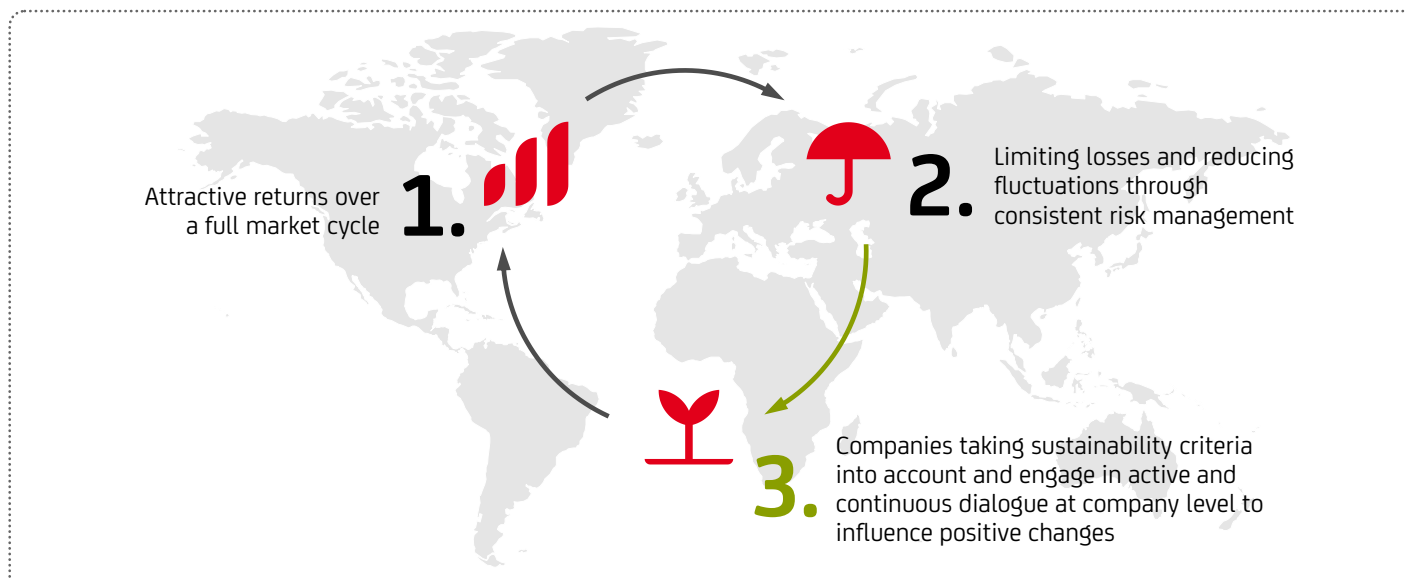 Attractive returns over
a full market cycle
1.
2.
Limiting losses and reducing
fluctuations through
consistent risk management
3.
Companies taking sustainability criteria
into account and engage in active and
continuous dialogue at company level to
influence positive changes